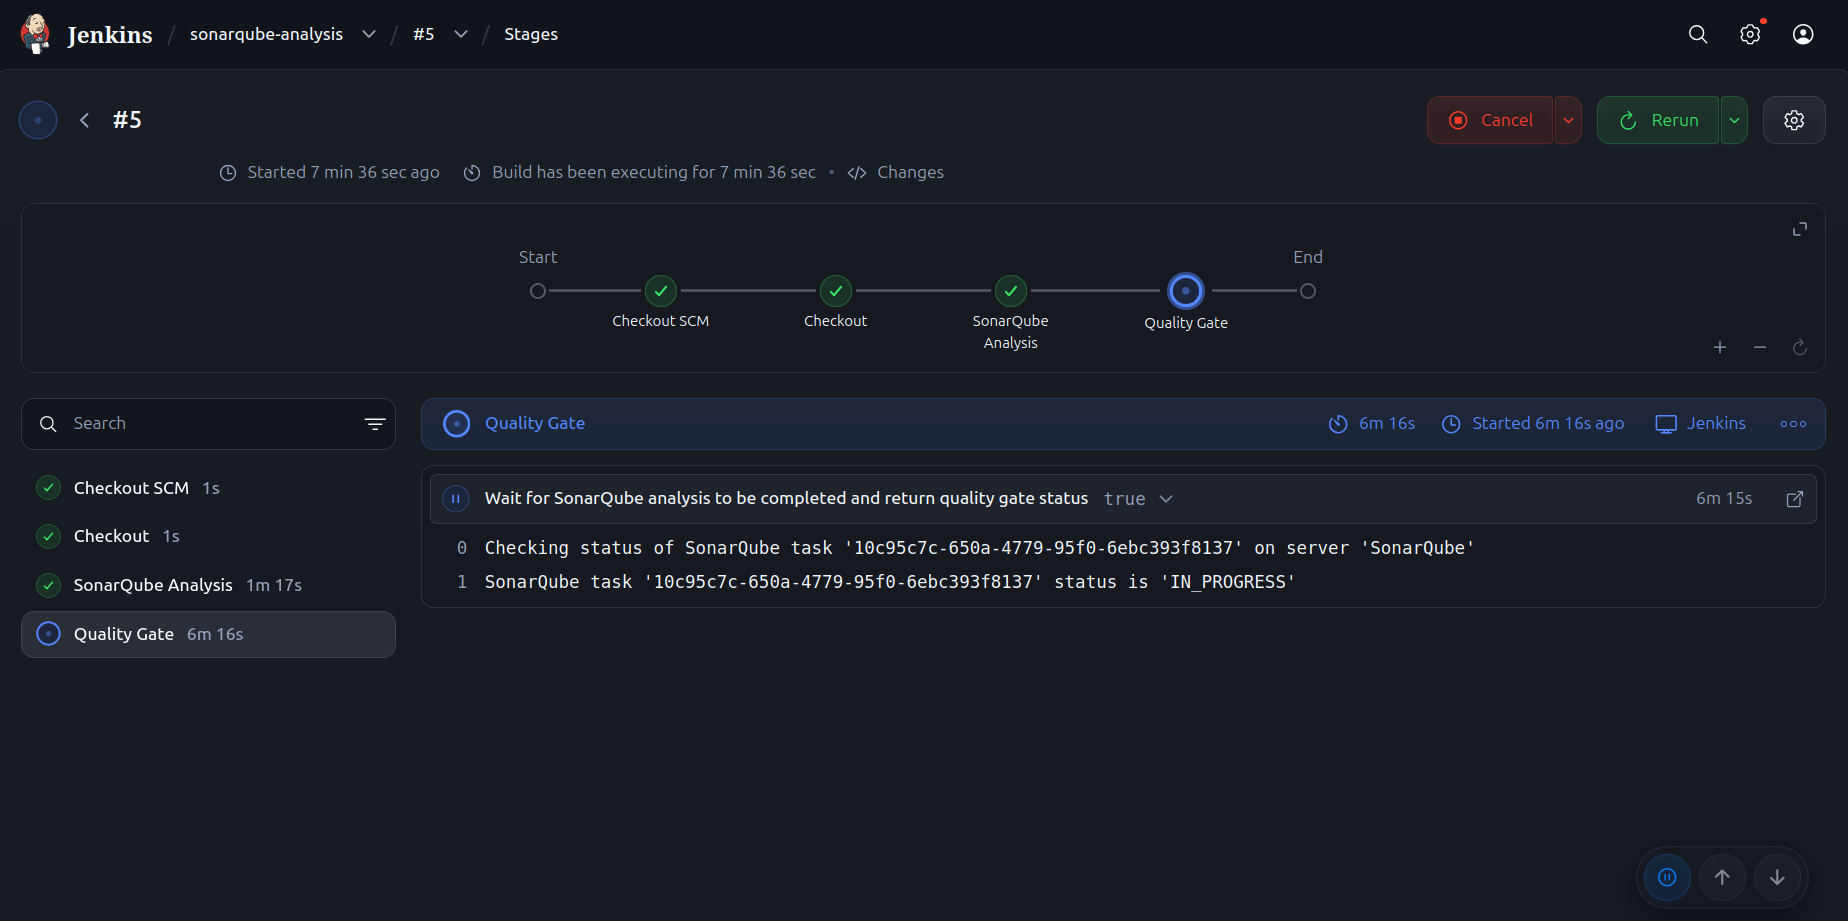 Jenkins / sonarqube-analysis / #5 / Stages
#5
Cancel
Rerun
Started 7 min 36 sec ago
Build has been executing for 7 min 36 sec • </> Changes
Start
End
Checkout SCM
Checkout
SonarQube
Analysis
Quality Gate
Search
Checkout SCM 1s
Checkout 1s
SonarQube Analysis 1m 17s
Quality Gate 6m 16s
Quality Gate
6m 16s
Started 6m 16s ago
Jenkins
Wait for SonarQube analysis to be completed and return quality gate status true
6m 15s
0 Checking status of SonarQube task '10c95c7c-650a-4779-95f0-6ebc393f8137' on server 'SonarQube'
1 SonarQube task '10c95c7c-650a-4779-95f0-6ebc393f8137' status is 'IN_PROGRESS'